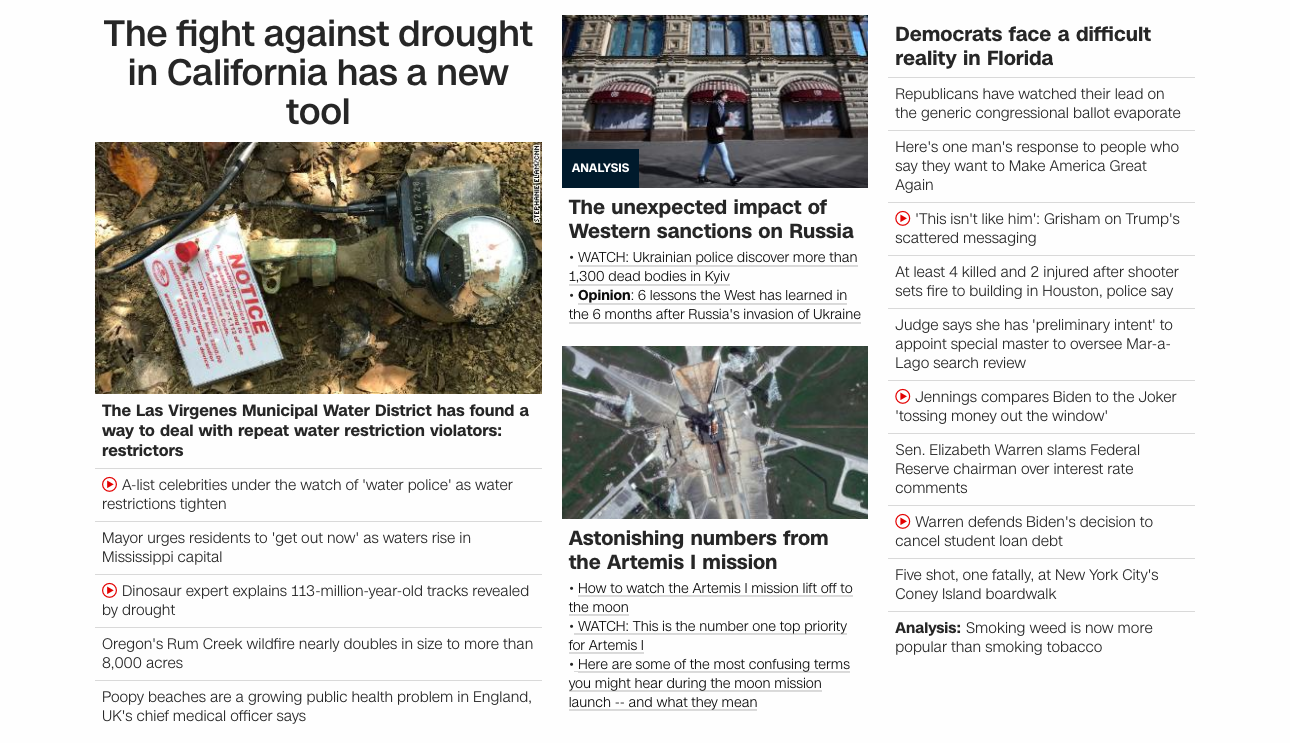 The fight against drought
in California has a new
tool
STEPHANIE ELAM/CNN
NOTICE
The Las Virgenes Municipal Water District has found a
way to deal with repeat water restriction violators:
restrictors
A-list celebrities under the watch of 'water police' as water
restrictions tighten
Mayor urges residents to 'get out now' as waters rise in
Mississippi capital
Dinosaur expert explains 113-million-year-old tracks revealed
by drought
Oregon's Rum Creek wildfire nearly doubles in size to more than
8,000 acres
Poopy beaches are a growing public health problem in England,
UK's chief medical officer says
ANALYSIS
The unexpected impact of
Western sanctions on Russia
• WATCH: Ukrainian police discover more than
1,300 dead bodies in Kyiv
• Opinion: 6 lessons the West has learned in
the 6 months after Russia's invasion of Ukraine
Astonishing numbers from
the Artemis I mission
• How to watch the Artemis I mission lift off to
the moon
• WATCH: This is the number one top priority
for Artemis I
• Here are some of the most confusing terms
you might hear during the moon mission
launch -- and what they mean
Democrats face a difficult
reality in Florida
Republicans have watched their lead on
the generic congressional ballot evaporate
Here's one man's response to people who
say they want to Make America Great
Again
'This isn't like him': Grisham on Trump's
scattered messaging
At least 4 killed and 2 injured after shooter
sets fire to building in Houston, police say
Judge says she has 'preliminary intent' to
appoint special master to oversee Mar-a-
Lago search review
Jennings compares Biden to the Joker
'tossing money out the window'
Sen. Elizabeth Warren slams Federal
Reserve chairman over interest rate
comments
Warren defends Biden's decision to
cancel student loan debt
Five shot, one fatally, at New York City's
Coney Island boardwalk
Analysis: Smoking weed is now more
popular than smoking tobacco